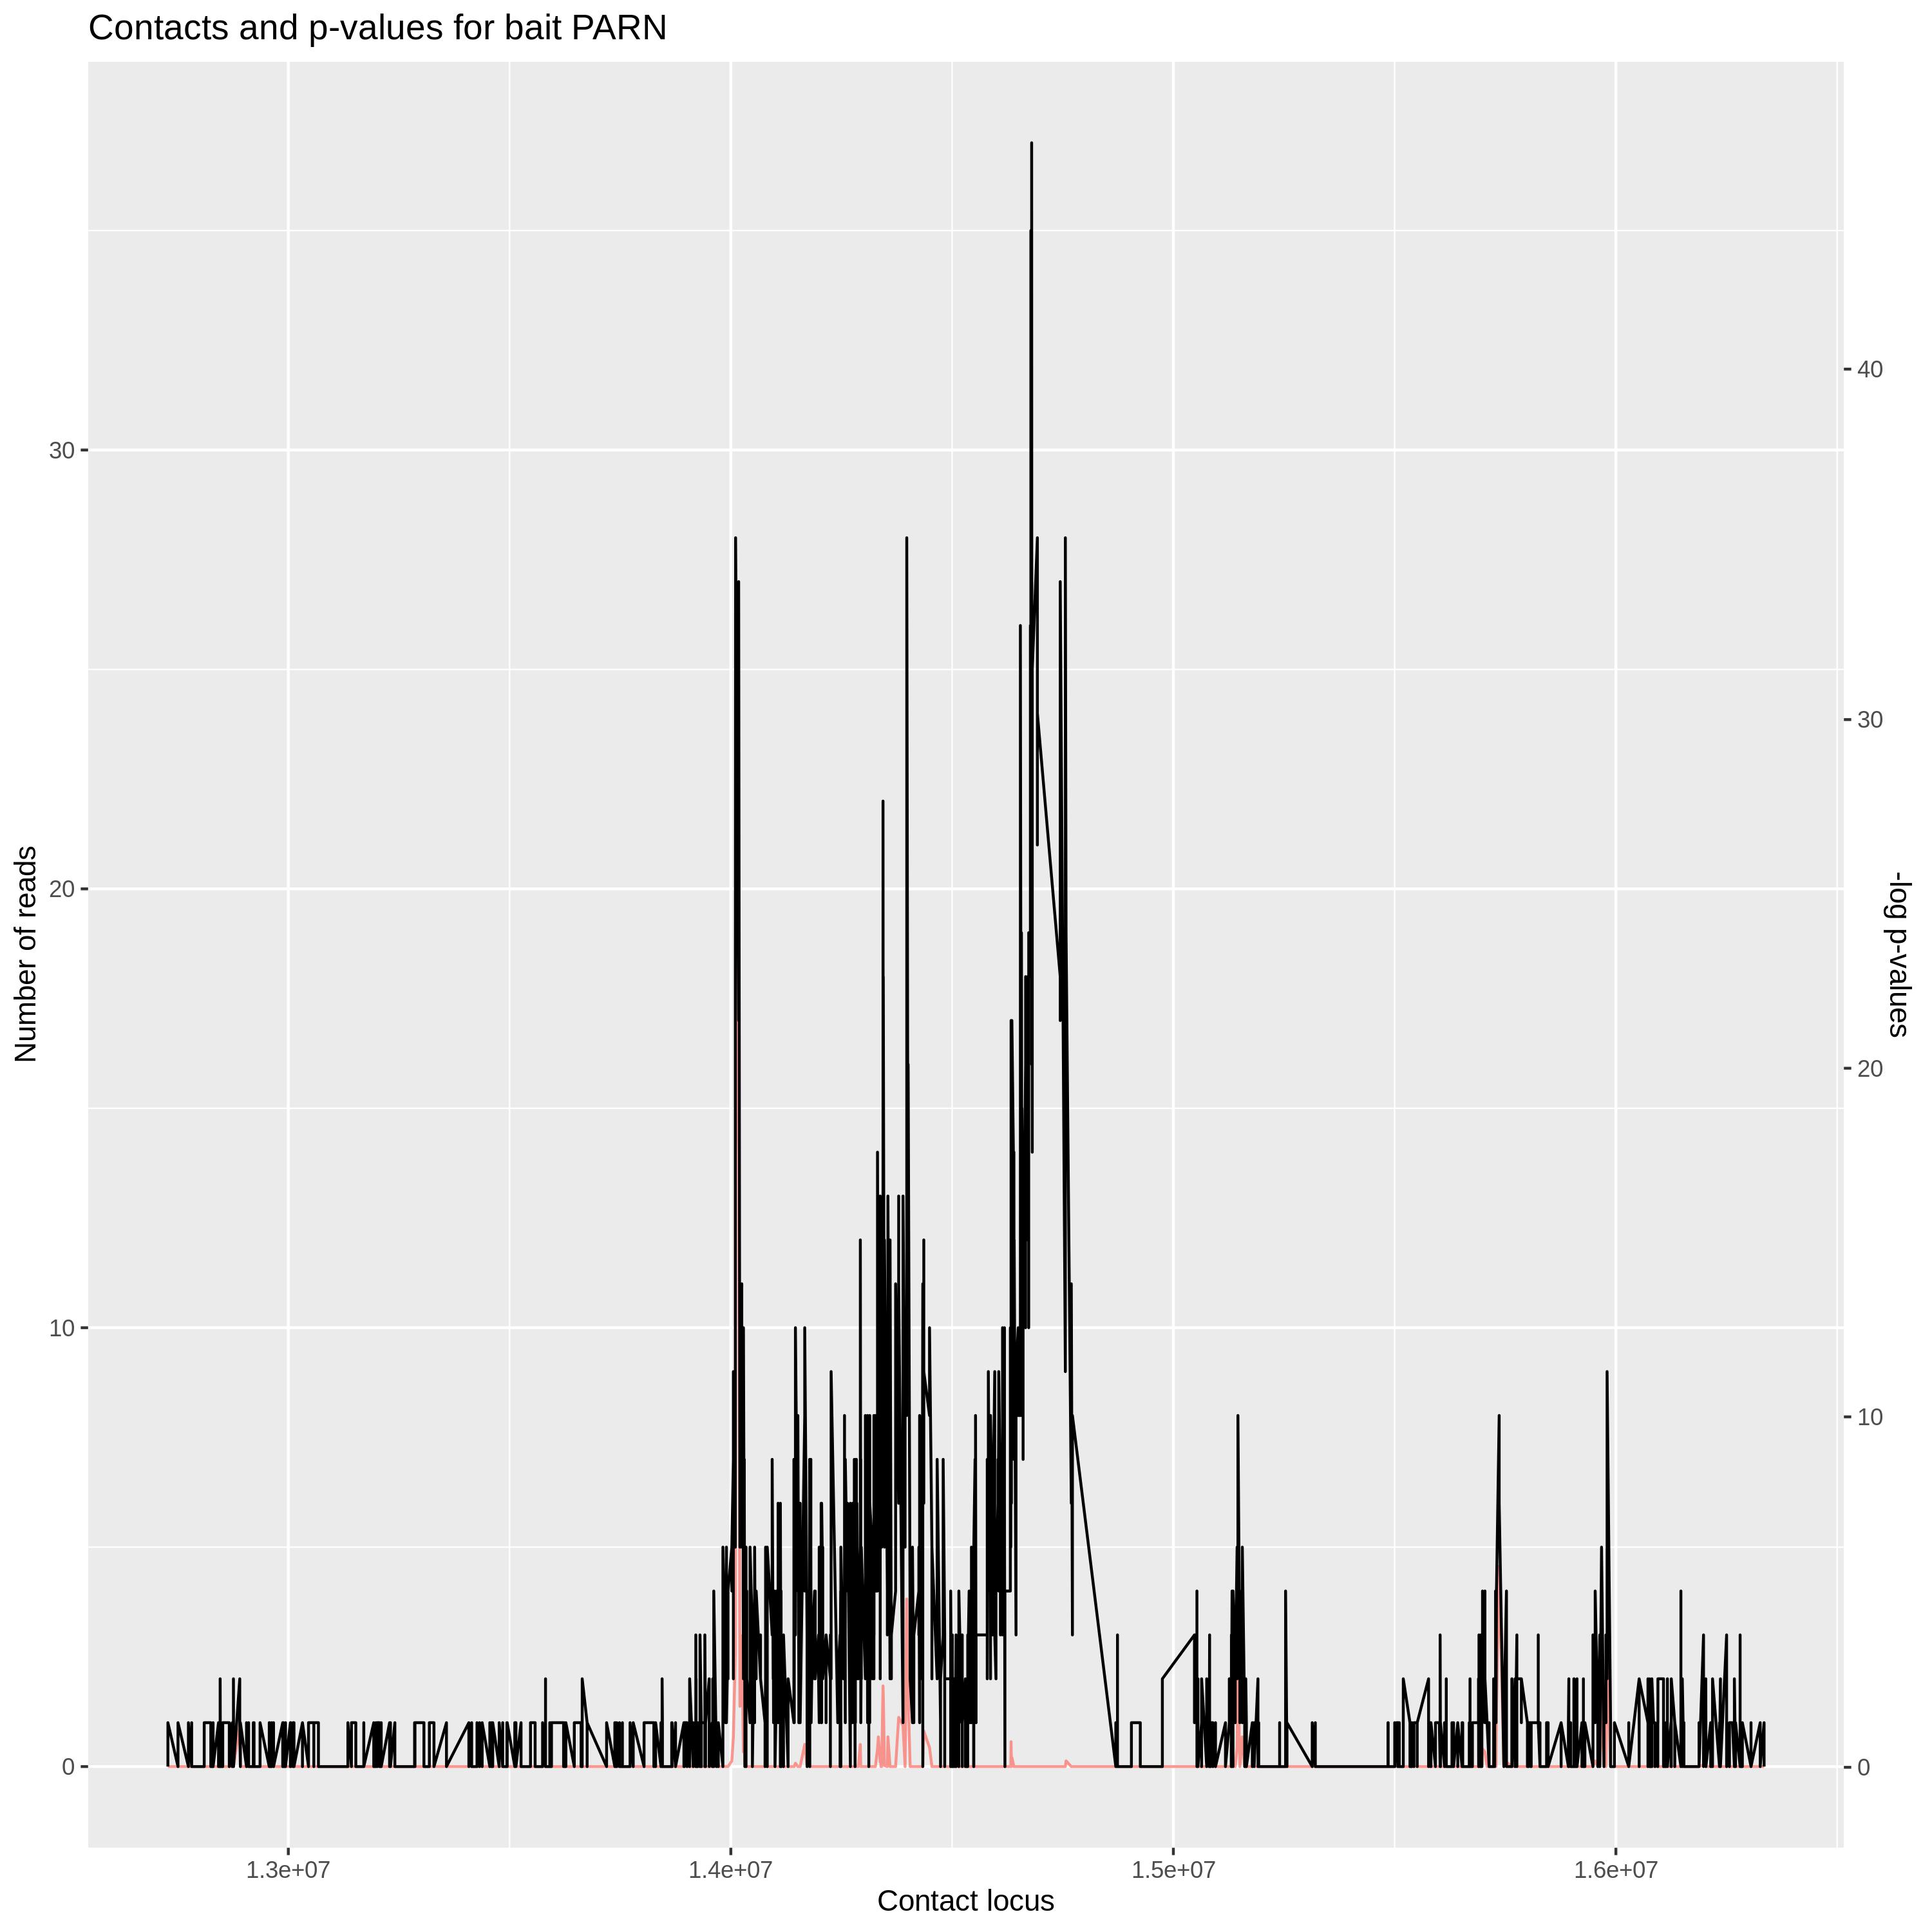 Contacts and p-values for bait PARN
Number of reads
30
20
10
0
40
30
20
10
0
-log p-values
1.3e+07
1.4e+07
1.5e+07
1.6e+07
Contact locus